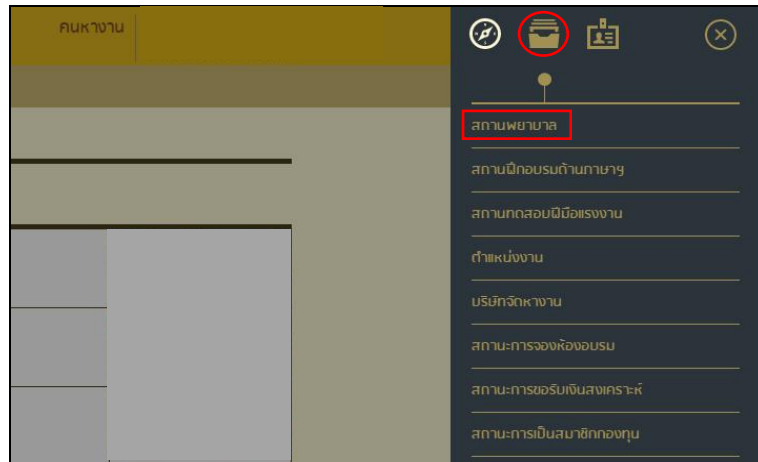 ค้นหางาน
สถานพยาบาล
สถานฝึกอบรมด้านภาษาฯ
สถานทดสอบฝีมือแรงงาน
ตำแหน่งงาน
บริษัทจัดหางาน
สถานะการจองห้องอบรม
สถานะการขอรับเงินสงเคราะห์
สถานะการเป็นสมาชิกกองทุน